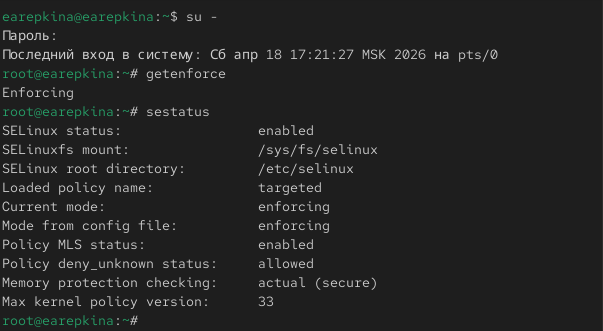 earepkina@earepkina:~$ su -
Пароль:
Последний вход в систему: Сб апр 18 17:21:27 MSK 2026 на pts/0
root@earepkina:~# getenforce
Enforcing
root@earepkina:~# sestatus
SELinux status:                 enabled
SELinuxfs mount:                /sys/fs/selinux
SELinux root directory:         /etc/selinux
Loaded policy name:             targeted
Current mode:                   enforcing
Mode from config file:          enforcing
Policy MLS status:              enabled
Policy deny_unknown status:     allowed
Memory protection checking:     actual (secure)
Max kernel policy version:      33
root@earepkina:~#